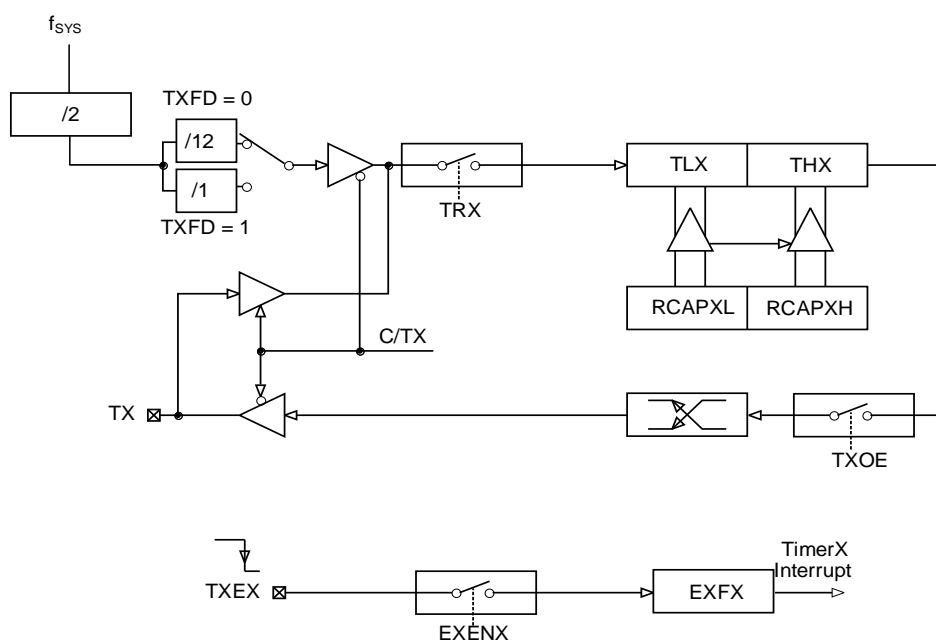 fSYS
/2
TXFD = 0
/12
/1
TXFD = 1
TRX
TLX
THX
RCAPXL
RCAPXH
C/TX
TX
TXOE
TXEX
EXENX
EXFX
TimerX
Interrupt